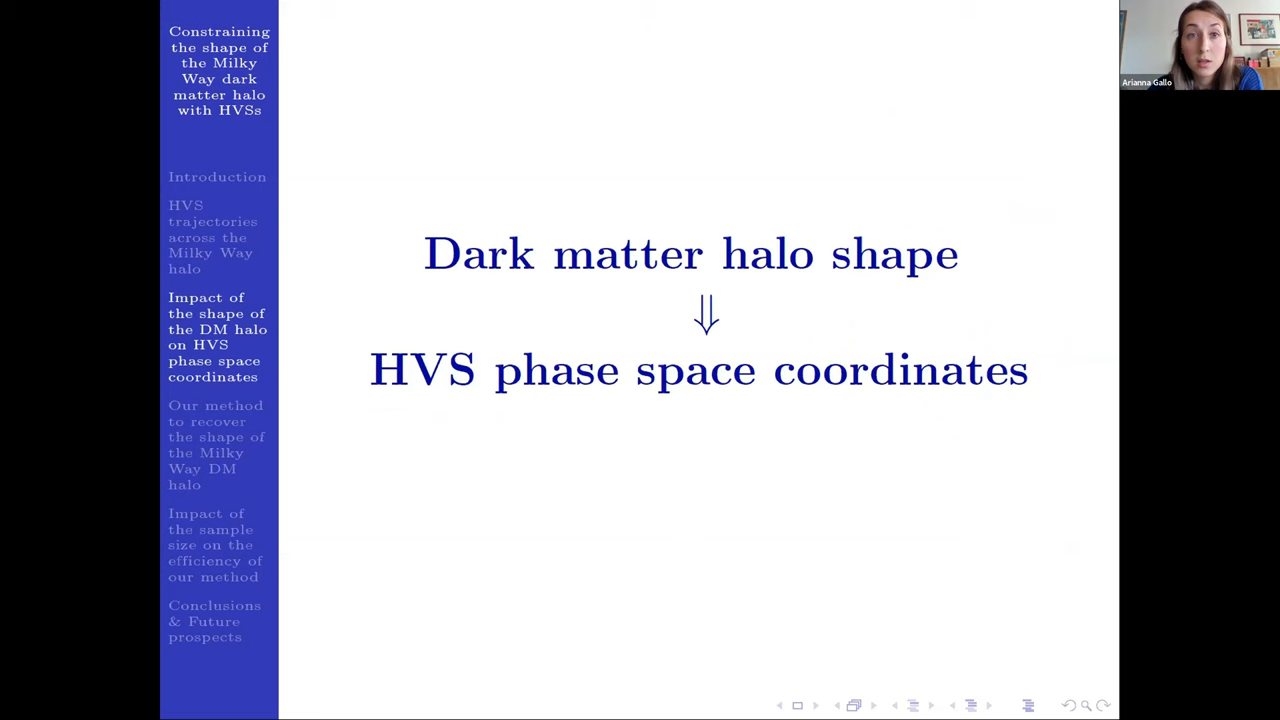 Constraining
the shape of
the Milky
Way dark
matter halo
with HVSs
Introduction
HVS
trajectories
across the
Milky Way
halo
Impact of
the shape of
the DM halo
on HVS
phase space
coordinates
Our method
to recover
the shape of
the Milky
Way DM
halo
Impact of
the sample
size on the
efficiency of
our method
Conclusions
& Future
prospects
Dark matter halo shape
⇓
HVS phase space coordinates
Arianna Gallo